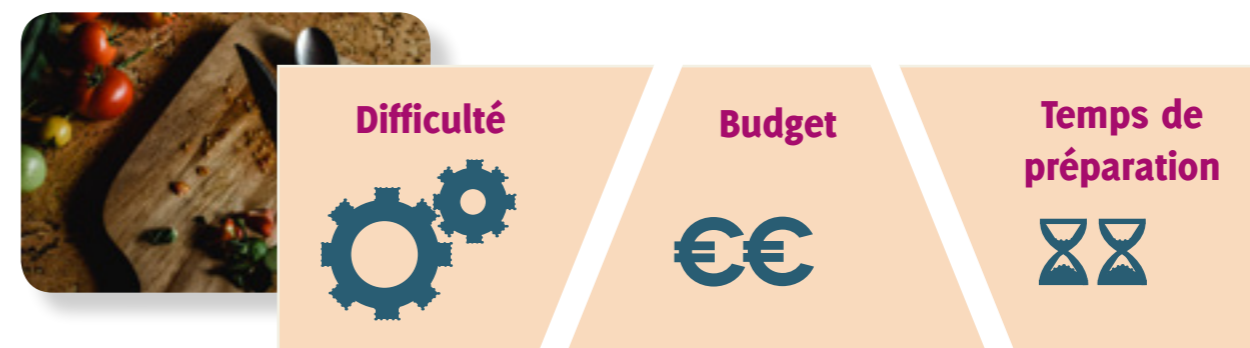 Difficulté
Budget
Temps de
préparation
€€